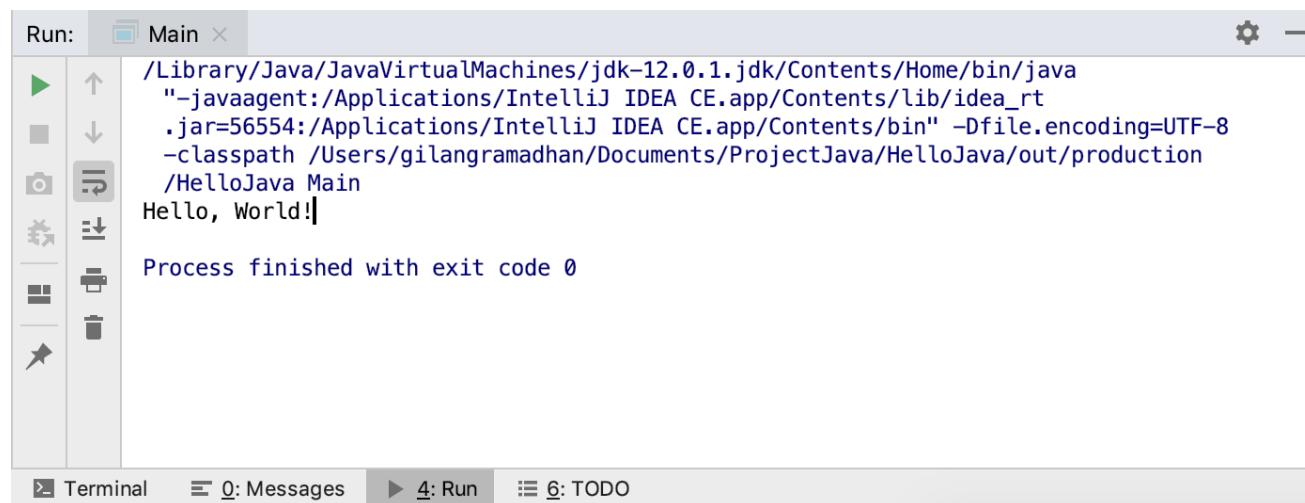 Run: Main
/Library/Java/JavaVirtualMachines/jdk-12.0.1.jdk/Contents/Home/bin/java
"-javaagent:/Applications/IntelliJ IDEA CE.app/Contents/lib/idea_rt
.jar=56554:/Applications/IntelliJ IDEA CE.app/Contents/bin" -Dfile.encoding=UTF-8
-classpath /Users/gilangramadhan/Documents/ProjectJava/HelloJava/out/production
/HelloJava Main
Hello, World!
Process finished with exit code 0
Terminal 0: Messages 4: Run 6: TODO